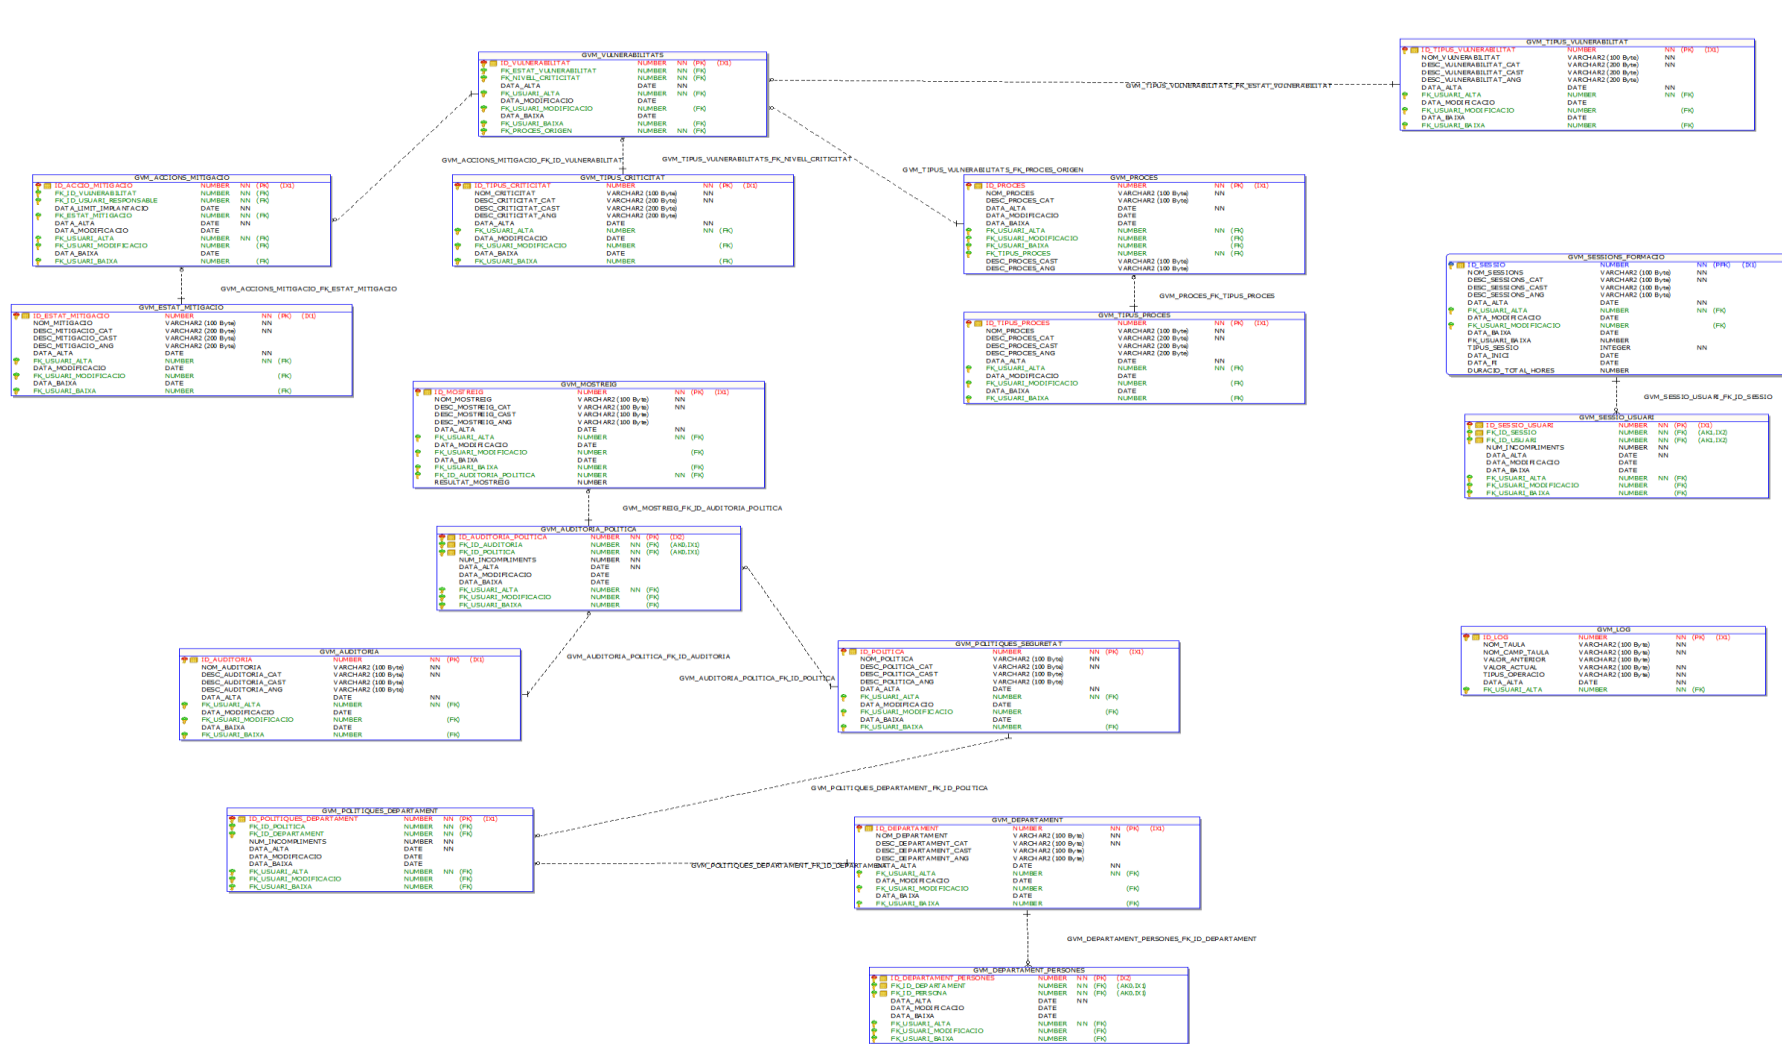 GVM_VULNERABILITATS
ID_VULNERABILITAT NUMBER NN (PK) (IX1)
FK_ESTAT_VULNERABILITAT NUMBER NN (FK)
FK_NIVELL_CRITICITAT NUMBER NN (FK)
DATA_ALTA DATE NN
FK_USUARI_ALTA NUMBER NN (FK)
DATA_MODIFICACIO DATE
FK_USUARI_MODIFICACIO NUMBER (FK)
DATA_BAIXA DATE
FK_USUARI_BAIXA NUMBER (FK)
FK_PROCES_ORIGEN NUMBER NN (FK)
GVM_TIPUS_VULNERABILITATS_FK_ESTAT_VULNERABILITAT
GVM_TIPUS_VULNERABILITAT
ID_TIPUS_VULNERABILITAT NUMBER NN (PK) (IX1)
NOM_VULNERABILITAT VARCHAR2 (100 Byte) NN
DESC_VULNERABILITAT_CAT VARCHAR2 (200 Byte) NN
DESC_VULNERABILITAT_CAST VARCHAR2 (200 Byte)
DESC_VULNERABILITAT_ANG VARCHAR2 (200 Byte)
DATA_ALTA DATE NN
FK_USUARI_ALTA NUMBER NN (FK)
DATA_MODIFICACIO DATE
FK_USUARI_MODIFICACIO NUMBER (FK)
DATA_BAIXA DATE
FK_USUARI_BAIXA NUMBER (FK)
GVM_ACCIONS_MITIGACIO_FK_ID_VULNERABILITAT
GVM_TIPUS_VULNERABILITATS_FK_NIVELL_CRITICITAT
GVM_TIPUS_VULNERABILITATS_FK_PROCES_ORIGEN
GVM_ACCIONS_MITIGACIO
ID_ACCIO_MITIGACIO NUMBER NN (PK) (IX1)
FK_ID_VULNERABILITAT NUMBER NN (FK)
FK_ID_USUARI_RESPONSABLE NUMBER NN (FK)
DATA_LIMIT_IMPLANTACIO DATE NN
FK_ESTAT_MITIGACIO NUMBER NN (FK)
DATA_ALTA DATE NN
DATA_MODIFICACIO DATE
FK_USUARI_ALTA NUMBER NN (FK)
FK_USUARI_MODIFICACIO NUMBER (FK)
DATA_BAIXA DATE
FK_USUARI_BAIXA NUMBER (FK)
GVM_TIPUS_CRITICITAT
ID_TIPUS_CRITICITAT NUMBER NN (PK) (IX1)
NOM_CRITICITAT VARCHAR2 (100 Byte) NN
DESC_CRITICITAT_CAT VARCHAR2 (200 Byte) NN
DESC_CRITICITAT_CAST VARCHAR2 (200 Byte)
DESC_CRITICITAT_ANG VARCHAR2 (200 Byte)
DATA_ALTA DATE NN
FK_USUARI_ALTA NUMBER NN (FK)
DATA_MODIFICACIO DATE
FK_USUARI_MODIFICACIO NUMBER (FK)
DATA_BAIXA DATE
FK_USUARI_BAIXA NUMBER (FK)
GVM_PROCES
ID_PROCES NUMBER NN (PK) (IX1)
NOM_PROCES VARCHAR2 (100 Byte) NN
DESC_PROCES_CAT VARCHAR2 (100 Byte) NN
DATA_ALTA DATE NN
DATA_MODIFICACIO DATE
DATA_BAIXA DATE
FK_USUARI_ALTA NUMBER NN (FK)
FK_USUARI_MODIFICACIO NUMBER (FK)
FK_USUARI_BAIXA NUMBER (FK)
FK_TIPUS_PROCES NUMBER NN (FK)
DESC_PROCES_CAST VARCHAR2 (100 Byte)
DESC_PROCES_ANG VARCHAR2 (100 Byte)
GVM_SESSIONS_FORMACIO
ID_SESSIO NUMBER NN (PFK) (IX1)
NOM_SESSIONS VARCHAR2 (100 Byte) NN
DESC_SESSIONS_CAT VARCHAR2 (100 Byte) NN
DESC_SESSIONS_CAST VARCHAR2 (100 Byte)
DESC_SESSIONS_ANG VARCHAR2 (100 Byte)
DATA_ALTA DATE NN
FK_USUARI_ALTA NUMBER NN (FK)
DATA_MODIFICACIO DATE
FK_USUARI_MODIFICACIO NUMBER (FK)
DATA_BAIXA DATE
FK_USUARI_BAIXA NUMBER
TIPUS_SESSIO INTEGER NN
DATA_INICI DATE
DATA_FI DATE
DURACIO_TOTAL_HORES NUMBER
GVM_ACCIONS_MITIGACIO_FK_ESTAT_MITIGACIO
GVM_PROCES_FK_TIPUS_PROCES
GVM_ESTAT_MITIGACIO
ID_ESTAT_MITIGACIO NUMBER NN (PK) (IX1)
NOM_MITIGACIO VARCHAR2 (100 Byte) NN
DESC_MITIGACIO_CAT VARCHAR2 (200 Byte) NN
DESC_MITIGACIO_CAST VARCHAR2 (200 Byte)
DESC_MITIGACIO_ANG VARCHAR2 (200 Byte)
DATA_ALTA DATE NN
FK_USUARI_ALTA NUMBER NN (FK)
DATA_MODIFICACIO DATE
FK_USUARI_MODIFICACIO NUMBER (FK)
DATA_BAIXA DATE
FK_USUARI_BAIXA NUMBER (FK)
GVM_TIPUS_PROCES
ID_TIPUS_PROCES NUMBER NN (PK) (IX1)
NOM_PROCES VARCHAR2 (100 Byte) NN
DESC_PROCES_CAT VARCHAR2 (200 Byte) NN
DESC_PROCES_CAST VARCHAR2 (200 Byte)
DESC_PROCES_ANG VARCHAR2 (200 Byte)
DATA_ALTA DATE NN
FK_USUARI_ALTA NUMBER NN (FK)
DATA_MODIFICACIO DATE
FK_USUARI_MODIFICACIO NUMBER (FK)
DATA_BAIXA DATE
FK_USUARI_BAIXA NUMBER (FK)
GVM_MOSTREIG
ID_MOSTREIG NUMBER NN (PK) (IX1)
NOM_MOSTREIG VARCHAR2 (100 Byte) NN
DESC_MOSTREIG_CAT VARCHAR2 (100 Byte) NN
DESC_MOSTREIG_CAST VARCHAR2 (100 Byte)
DESC_MOSTREIG_ANG VARCHAR2 (100 Byte)
DATA_ALTA DATE NN
FK_USUARI_ALTA NUMBER NN (FK)
DATA_MODIFICACIO DATE
FK_USUARI_MODIFICACIO NUMBER (FK)
DATA_BAIXA DATE
FK_USUARI_BAIXA NUMBER (FK)
FK_ID_AUDITORIA_POLITICA NUMBER NN (FK)
RESULTAT_MOSTREIG NUMBER
GVM_SESSIO_USUARI_FK_ID_SESSIO
GVM_SESSIO_USUARI
ID_SESSIO_USUARI NUMBER NN (PK) (IX1)
FK_ID_SESSIO NUMBER NN (FK) (AK1,IX2)
FK_ID_USUARI NUMBER NN (FK) (AK1,IX2)
NUM_INCOMPLIMENTS NUMBER NN
DATA_ALTA DATE NN
DATA_MODIFICACIO DATE
DATA_BAIXA DATE
FK_USUARI_ALTA NUMBER NN (FK)
FK_USUARI_MODIFICACIO NUMBER (FK)
FK_USUARI_BAIXA NUMBER (FK)
GVM_MOSTREIG_FK_ID_AUDITORIA_POLITICA
GVM_AUDITORIA_POLITICA
ID_AUDITORIA_POLITICA NUMBER NN (PK) (IX2)
FK_ID_AUDITORIA NUMBER NN (FK) (AK0,IX1)
FK_ID_POLITICA NUMBER NN (FK) (AK0,IX1)
NUM_INCOMPLIMENTS NUMBER NN
DATA_ALTA DATE NN
DATA_MODIFICACIO DATE
DATA_BAIXA DATE
FK_USUARI_ALTA NUMBER NN (FK)
FK_USUARI_MODIFICACIO NUMBER (FK)
FK_USUARI_BAIXA NUMBER (FK)
GVM_AUDITORIA_POLITICA_FK_ID_AUDITORIA
GVM_AUDITORIA_POLITICA_FK_ID_POLITICA
GVM_AUDITORIA
ID_AUDITORIA NUMBER NN (PK) (IX1)
NOM_AUDITORIA VARCHAR2 (100 Byte) NN
DESC_AUDITORIA_CAT VARCHAR2 (100 Byte) NN
DESC_AUDITORIA_CAST VARCHAR2 (100 Byte)
DESC_AUDITORIA_ANG VARCHAR2 (100 Byte)
DATA_ALTA DATE NN
FK_USUARI_ALTA NUMBER NN (FK)
DATA_MODIFICACIO DATE
FK_USUARI_MODIFICACIO NUMBER (FK)
DATA_BAIXA DATE
FK_USUARI_BAIXA NUMBER (FK)
GVM_POLITIQUES_SEGURETAT
ID_POLITICA NUMBER NN (PK) (IX1)
NOM_POLITICA VARCHAR2 (100 Byte) NN
DESC_POLITICA_CAT VARCHAR2 (100 Byte) NN
DESC_POLITICA_CAST VARCHAR2 (100 Byte)
DESC_POLITICA_ANG VARCHAR2 (100 Byte)
DATA_ALTA DATE NN
FK_USUARI_ALTA NUMBER NN (FK)
DATA_MODIFICACIO DATE
FK_USUARI_MODIFICACIO NUMBER (FK)
DATA_BAIXA DATE
FK_USUARI_BAIXA NUMBER (FK)
GVM_LOG
ID_LOG NUMBER NN (PK) (IX1)
NOM_TAULA VARCHAR2 (100 Byte) NN
NOM_CAMP_TAULA VARCHAR2 (100 Byte) NN
VALOR_ANTERIOR VARCHAR2 (100 Byte)
VALOR_ACTUAL VARCHAR2 (100 Byte) NN
TIPUS_OPERACIO VARCHAR2 (100 Byte) NN
DATA_ALTA DATE NN
FK_USUARI_ALTA NUMBER NN (FK)
GVM_POLITIQUES_DEPARTAMENT_FK_ID_POLITICA
GVM_POLITIQUES_DEPARTAMENT
ID_POLITIQUES_DEPARTAMENT NUMBER NN (PK) (IX1)
FK_ID_POLITICA NUMBER NN (FK)
FK_ID_DEPARTAMENT NUMBER NN (FK)
NUM_INCOMPLIMENTS NUMBER NN
DATA_ALTA DATE NN
DATA_MODIFICACIO DATE
DATA_BAIXA DATE
FK_USUARI_ALTA NUMBER NN (FK)
FK_USUARI_MODIFICACIO NUMBER (FK)
FK_USUARI_BAIXA NUMBER (FK)
GVM_POLITIQUES_DEPARTAMENT_FK_ID_DEPARTAMENT
GVM_DEPARTAMENT
ID_DEPARTAMENT NUMBER NN (PK) (IX1)
NOM_DEPARTAMENT VARCHAR2 (100 Byte) NN
DESC_DEPARTAMENT_CAT VARCHAR2 (100 Byte) NN
DESC_DEPARTAMENT_CAST VARCHAR2 (100 Byte)
DESC_DEPARTAMENT_ANG VARCHAR2 (100 Byte)
DATA_ALTA DATE NN
FK_USUARI_ALTA NUMBER NN (FK)
DATA_MODIFICACIO DATE
FK_USUARI_MODIFICACIO NUMBER (FK)
DATA_BAIXA DATE
FK_USUARI_BAIXA NUMBER (FK)
GVM_DEPARTAMENT_PERSONES_FK_ID_DEPARTAMENT
GVM_DEPARTAMENT_PERSONES
ID_DEPARTAMENT_PERSONES NUMBER NN (PK) (IX2)
FK_ID_DEPARTAMENT NUMBER NN (FK) (AK0,IX1)
FK_ID_PERSONA NUMBER NN (FK) (AK0,IX1)
DATA_ALTA DATE NN
DATA_MODIFICACIO DATE
DATA_BAIXA DATE
FK_USUARI_ALTA NUMBER NN (FK)
FK_USUARI_MODIFICACIO NUMBER (FK)
FK_USUARI_BAIXA NUMBER (FK)